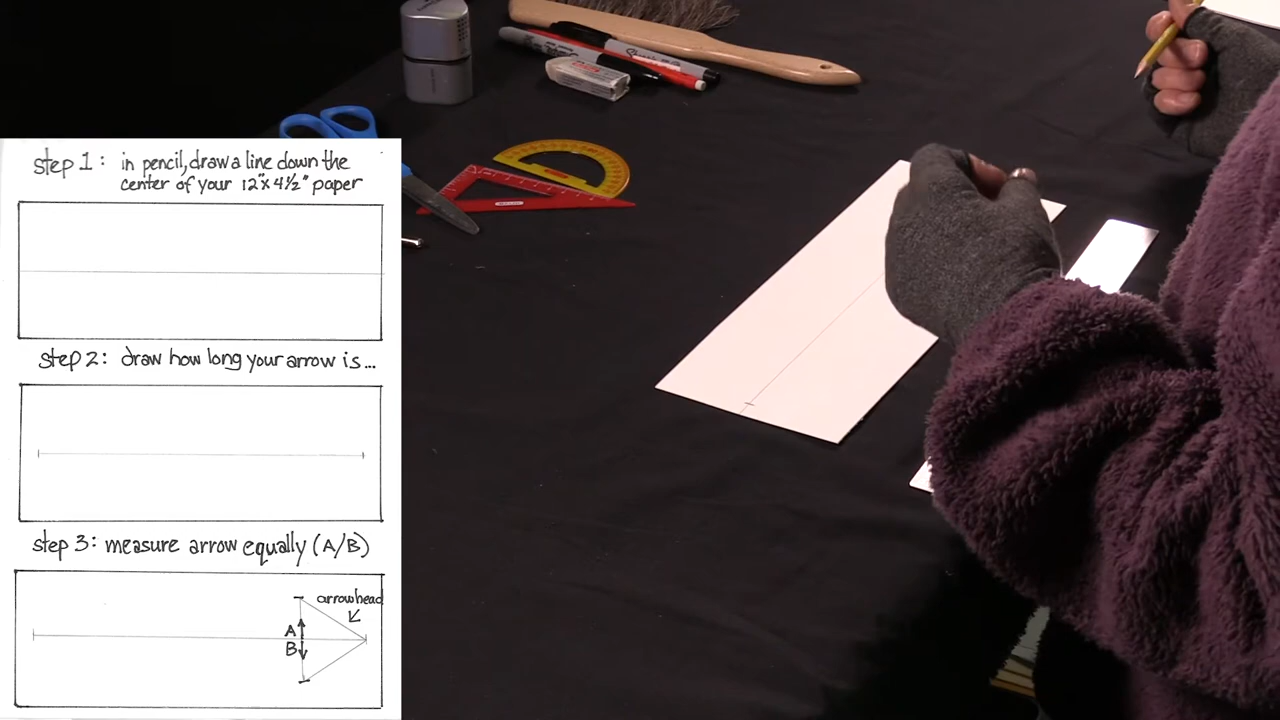 step 1: in pencil, draw a line down the
center of your 12"x 4½" paper
step 2: draw how long your arrow is...
step 3: measure arrow equally (A/B)
arrowhead
A
B
Sharpie